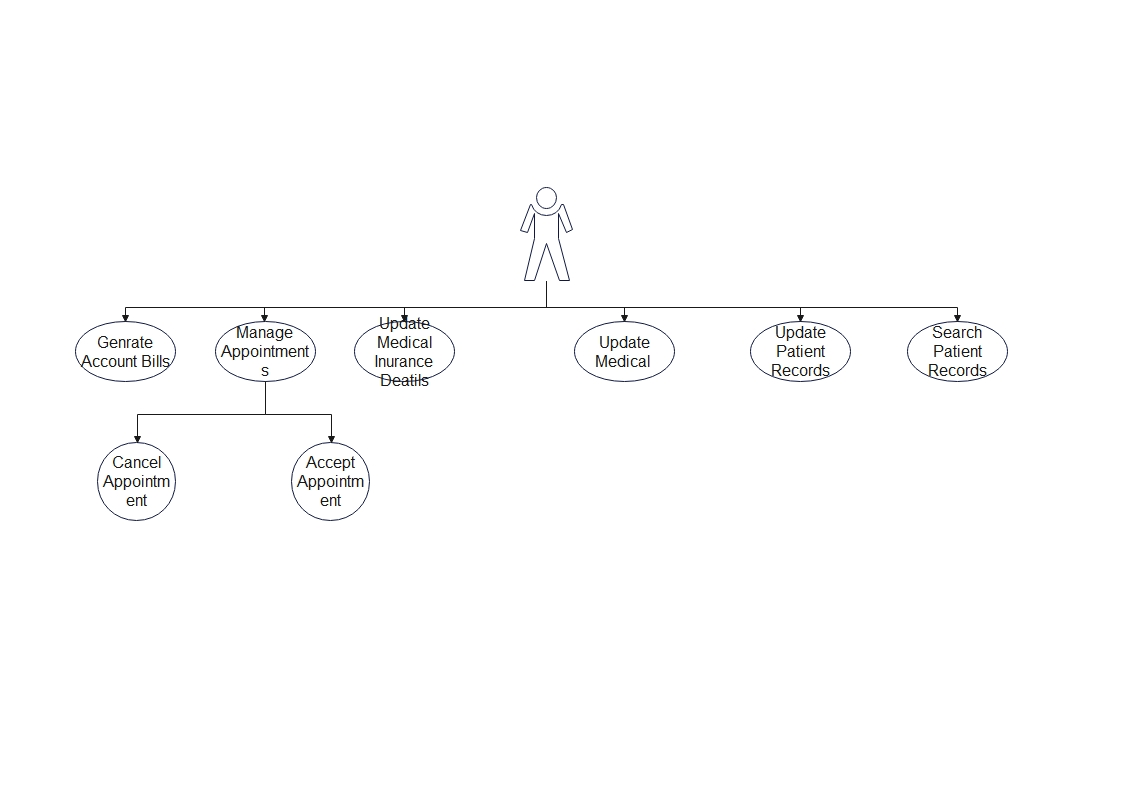 Genrate
Account Bills
Manage
Appointment
s
Update
Medical
Inurance
Deatils
Update
Medical
Update
Patient
Records
Search
Patient
Records
Cancel
Appointm
ent
Accept
Appointm
ent